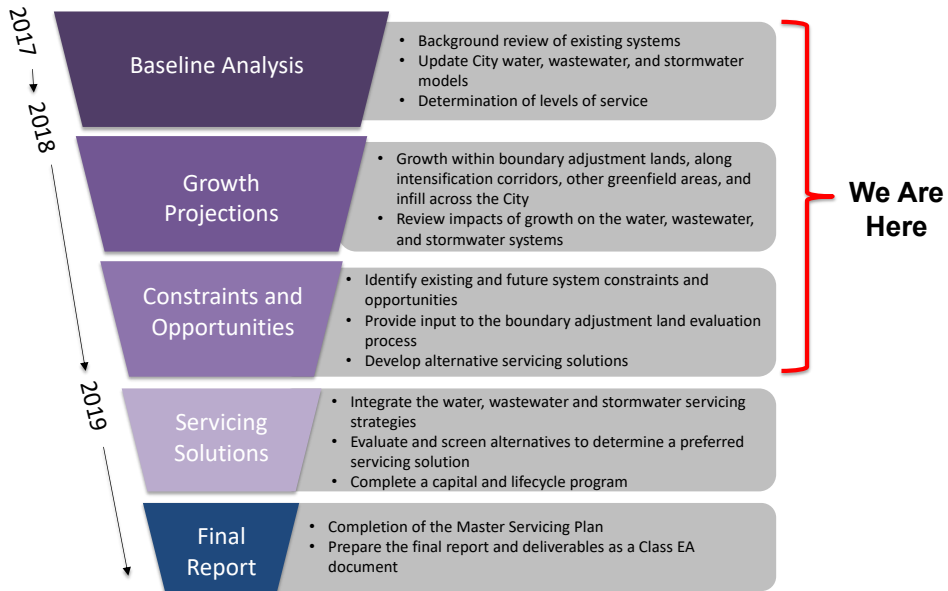 2017
2018
2019
Baseline Analysis
• Background review of existing systems
• Update City water, wastewater, and stormwater
models
• Determination of levels of service
Growth
Projections
• Growth within boundary adjustment lands, along
intensification corridors, other greenfield areas, and
infill across the City
• Review impacts of growth on the water, wastewater,
and stormwater systems
Constraints and
Opportunities
• Identify existing and future system constraints and
opportunities
• Provide input to the boundary adjustment land evaluation
process
• Develop alternative servicing solutions
Servicing
Solutions
• Integrate the water, wastewater and stormwater servicing
strategies
• Evaluate and screen alternatives to determine a preferred
servicing solution
• Complete a capital and lifecycle program
Final
Report
• Completion of the Master Servicing Plan
• Prepare the final report and deliverables as a Class EA
document
We Are
Here